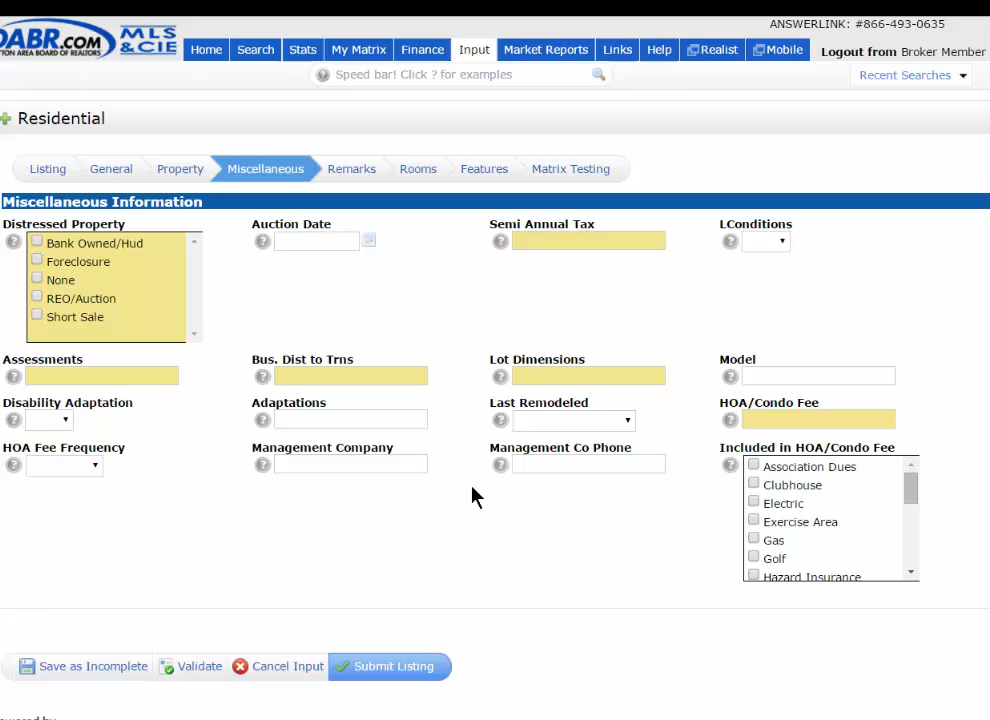 ANSWERLINK: #866-493-0635
DABR.COM
TON AREA BOARD OF REALTORS
MLS
&CIE
Home Search Stats My Matrix Finance Input Market Reports Links Help Realist Mobile Logout from Broker Member
Speed bar! Click ? for examples
Recent Searches
Residential
Listing General Property Miscellaneous Remarks Rooms Features Matrix Testing
Miscellaneous Information
Distressed Property Auction Date Semi Annual Tax LConditions
Bank Owned/Hud
Foreclosure
None
REO/Auction
Short Sale
Assessments Bus. Dist to Trns Lot Dimensions Model
Disability Adaptation Adaptations Last Remodeled HOA/Condo Fee
HOA Fee Frequency Management Company Management Co Phone Included in HOA/Condo Fee
Association Dues
Clubhouse
Electric
Exercise Area
Gas
Golf
Hazard Insurance
Save as Incomplete Validate Cancel Input Submit Listing